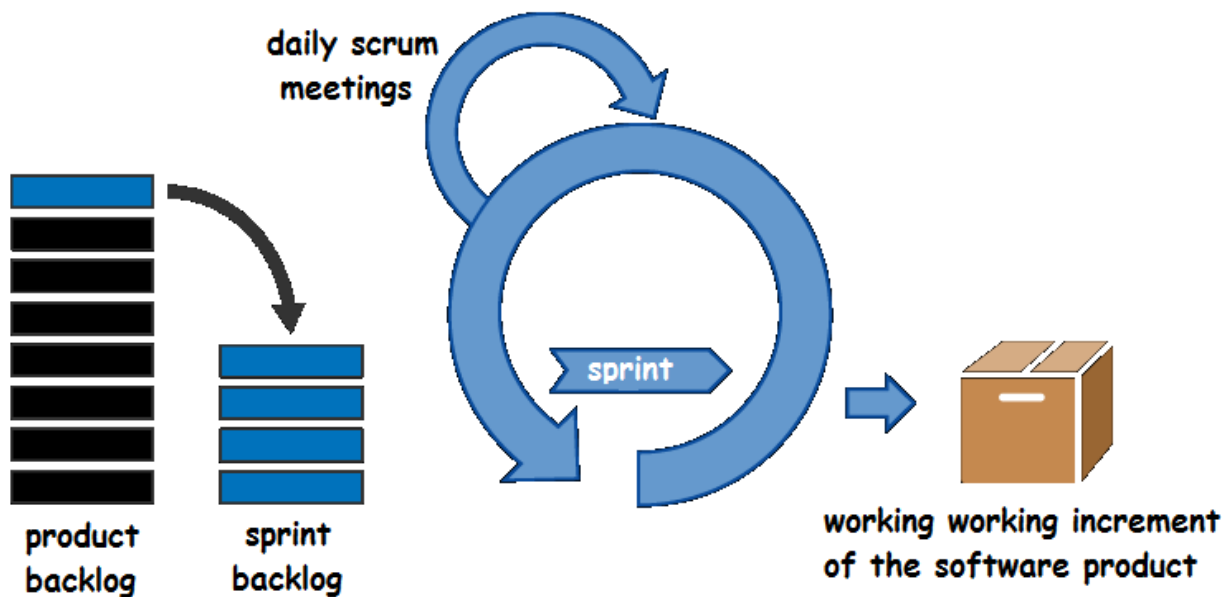 daily scrum
meetings
sprint
product
backlog
sprint
backlog
working working increment
of the software product